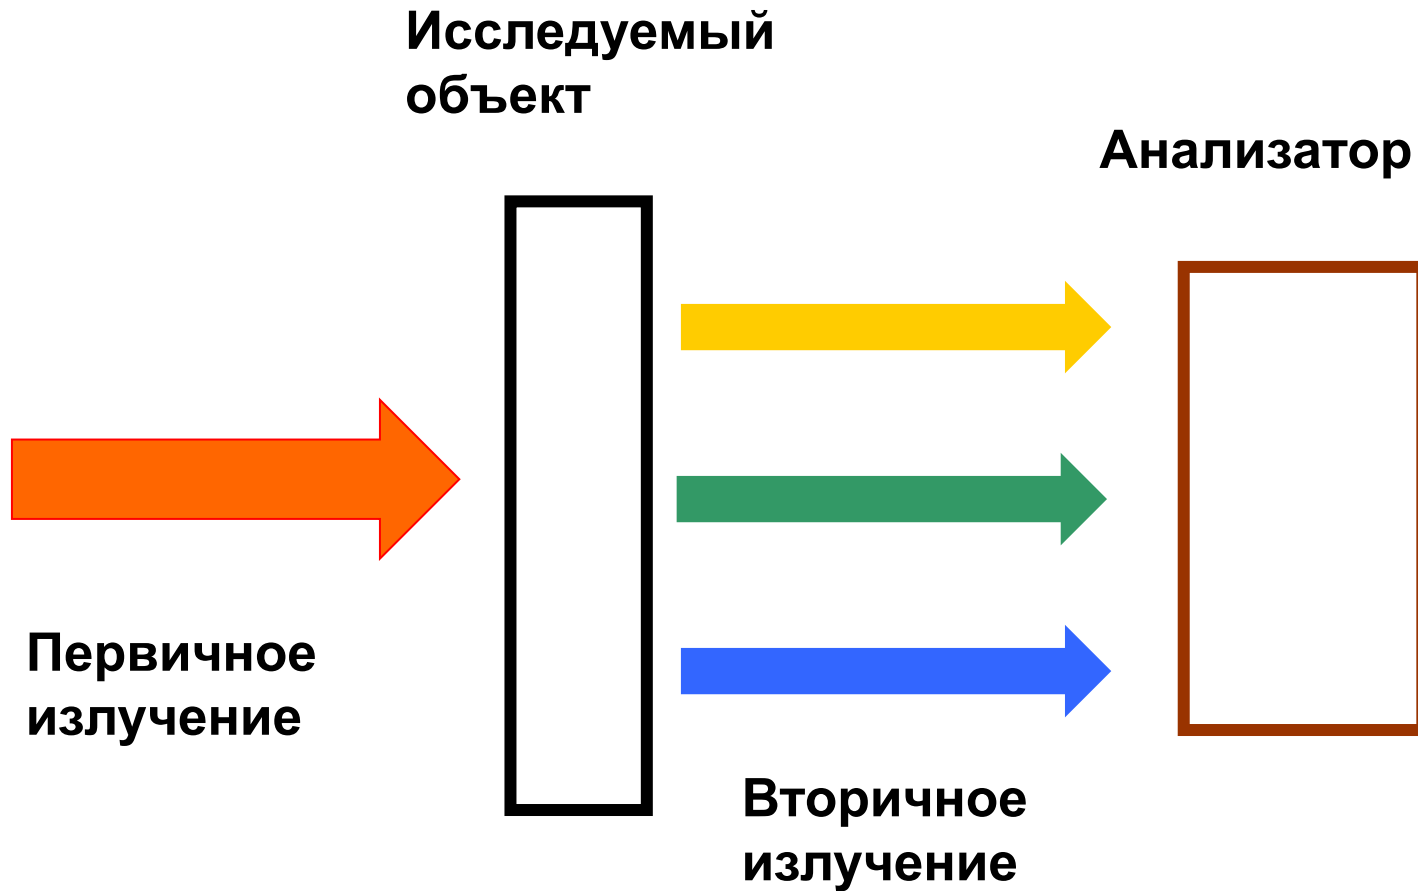 Исследуемый
объект
Анализатор
Первичное
излучение
Вторичное
излучение